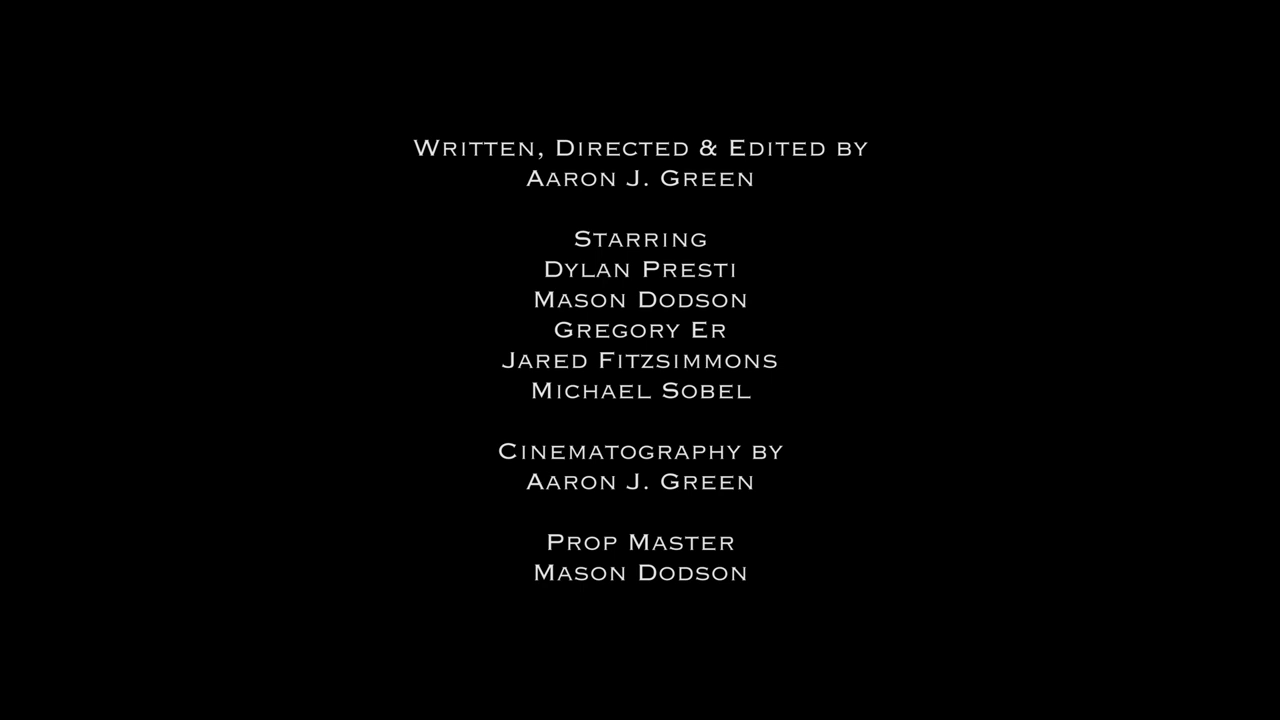 Written, Directed & Edited by
Aaron J. Green
Starring
Dylan Presti
Mason Dodson
Gregory Er
Jared Fitzsimmons
Michael Sobel
Cinematography by
Aaron J. Green
Prop Master
Mason Dodson